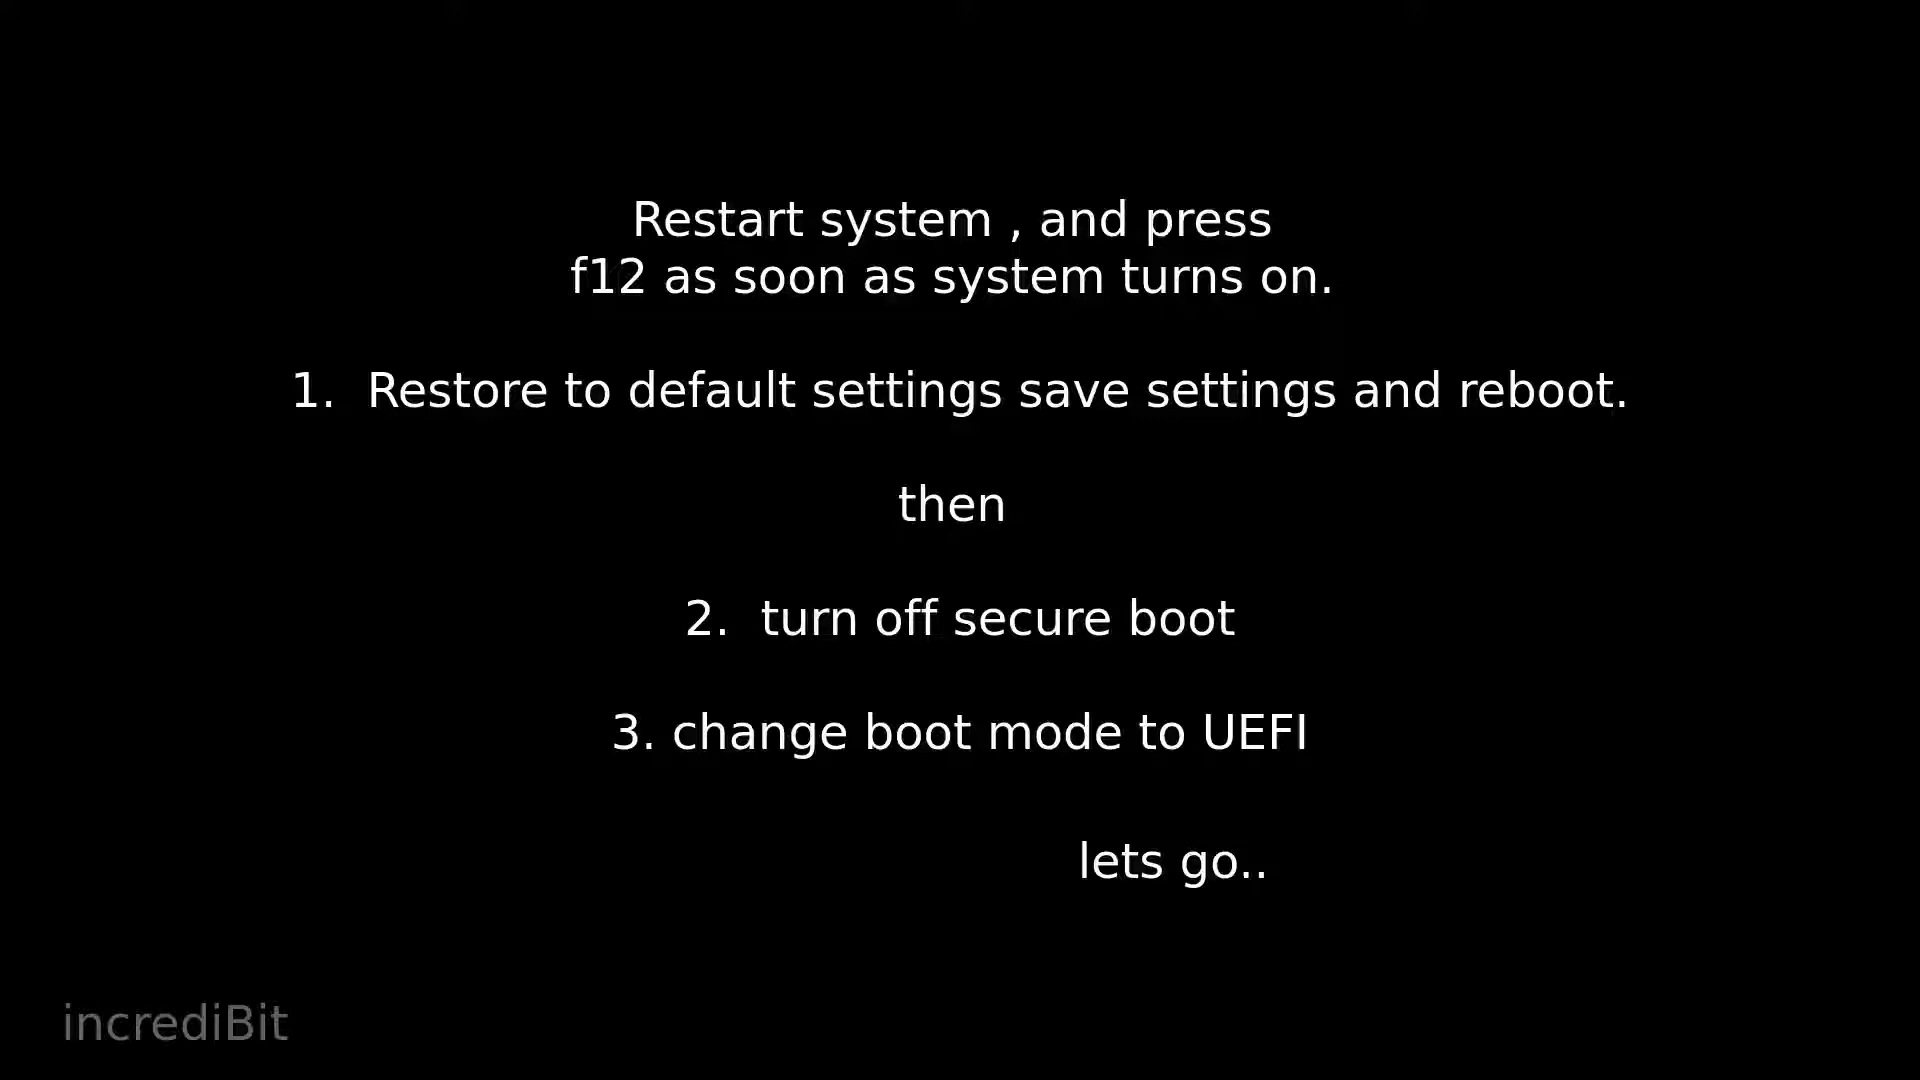 Restart system , and press
f12 as soon as system turns on.
1. Restore to default settings save settings and reboot.
then
2. turn off secure boot
3. change boot mode to UEFI
lets go..
incrediBit